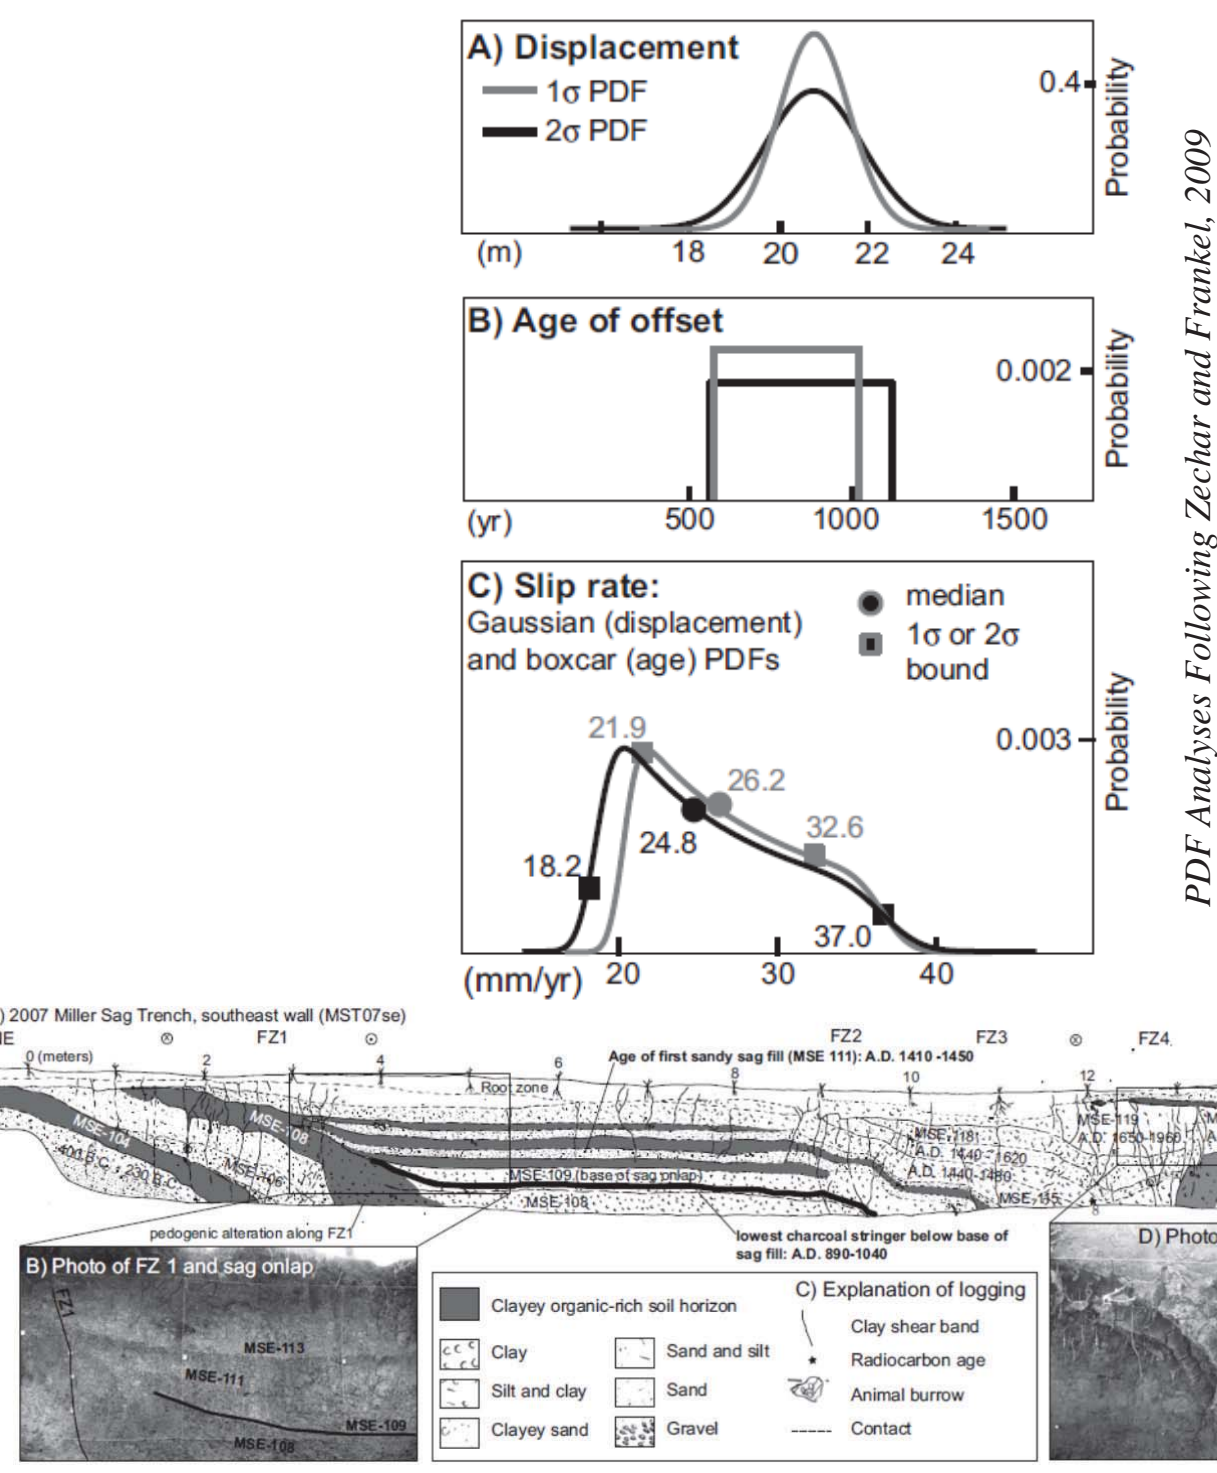 A) Displacement
1σ PDF
2σ PDF
0.4
Probability
(m)
18
20
22
24
B) Age of offset
0.002
Probability
(yr)
500
1000
1500
C) Slip rate:
Gaussian (displacement)
and boxcar (age) PDFs
median
1σ or 2σ
bound
21.9
26.2
32.6
24.8
18.2
37.0
0.003
Probability
(mm/yr)
20
30
40
PDF Analyses Following Zechar and Frankel, 2009
) 2007 Miller Sag Trench, southeast wall (MST07se)
FZ1
FZ2
FZ3
FZ4
0 (meters)
2
4
6
8
10
12
Age of first sandy sag fill (MSE 111): A.D. 1410 -1450
Root zone
MSE-104
400 B.C. - 230 B.C.
MSE-108
MSE-106
MSE-109 (base of sag onlap)
MSE-108
MSE-118
A.D. 1440 - 1620
A.D. 1440-1480
MSE-115
MSE-119
A.D. 1650-1960
pedogenic alteration along FZ1
lowest charcoal stringer below base of
sag fill: A.D. 890-1040
B) Photo of FZ 1 and sag onlap
FZ1
MSE-113
MSE-111
MSE-109
MSE-108
C) Explanation of logging
Clayey organic-rich soil horizon
Clay
Silt and clay
Clayey sand
Sand and silt
Sand
Gravel
Clay shear band
Radiocarbon age
Animal burrow
Contact
D) Photo